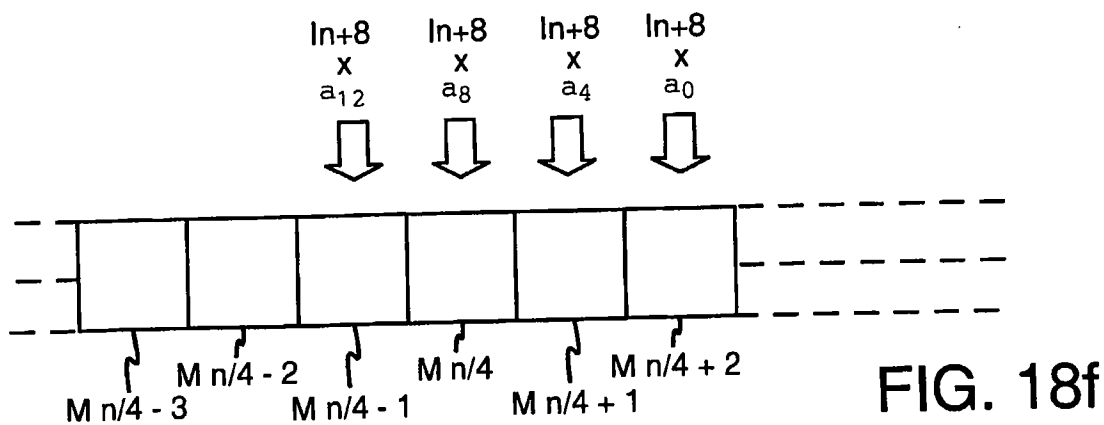 In+8 In+8 In+8 In+8
x x x x
a12 a8 a4 a0
M n/4 - 2 M n/4 M n/4 + 2
M n/4 - 3 M n/4 - 1 M n/4 + 1
FIG. 18f